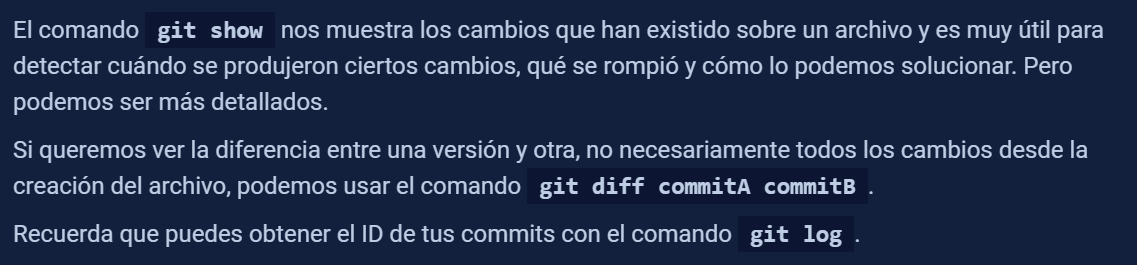 El comando git show nos muestra los cambios que han existido sobre un archivo y es muy útil para
detectar cuándo se produjeron ciertos cambios, qué se rompió y cómo lo podemos solucionar. Pero
podemos ser más detallados.
Si queremos ver la diferencia entre una versión y otra, no necesariamente todos los cambios desde la
creación del archivo, podemos usar el comando git diff commitA commitB .
Recuerda que puedes obtener el ID de tus commits con el comando git log .